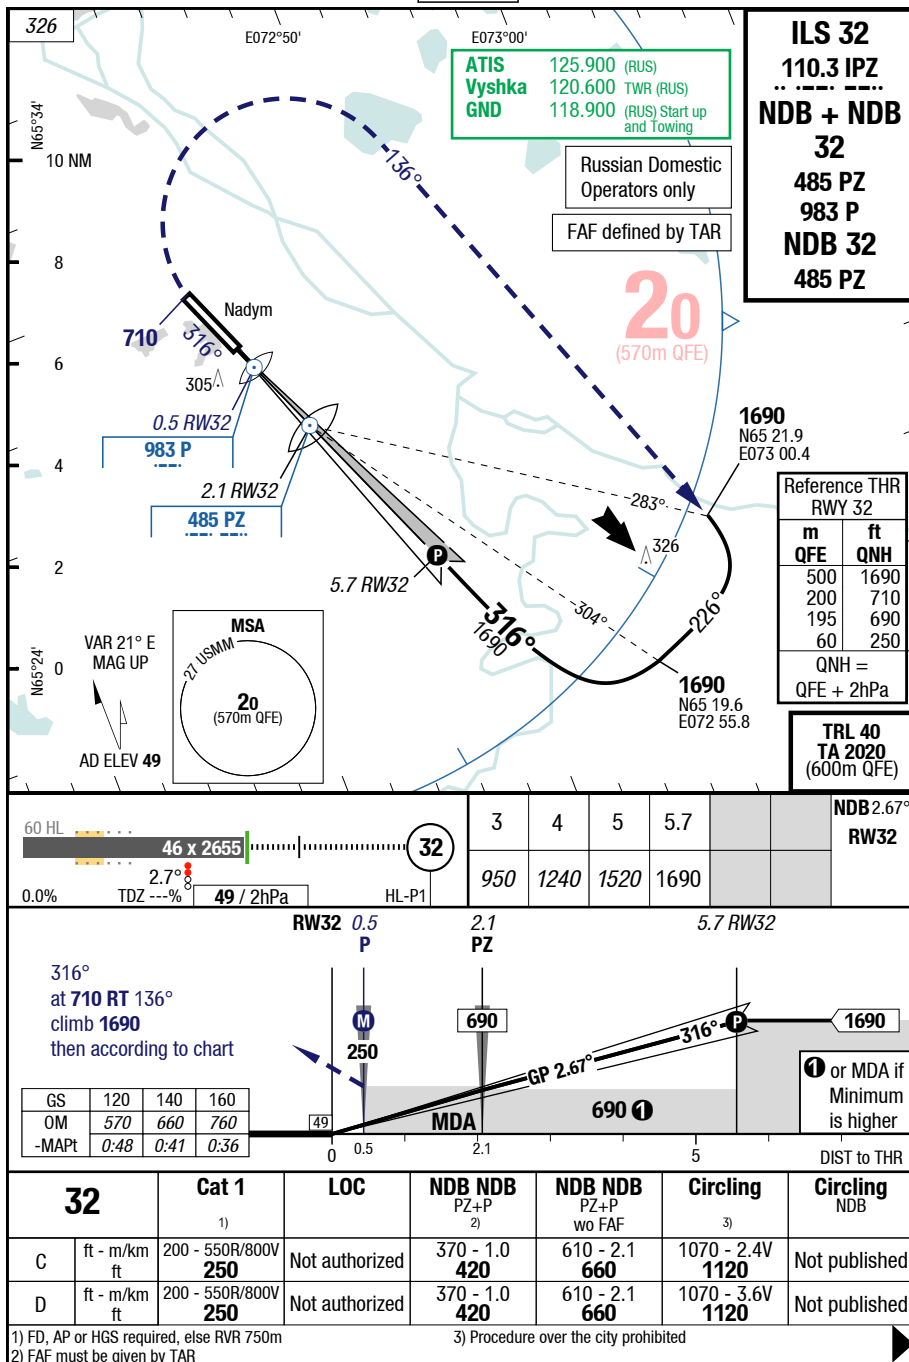 326
E072°50'
E073°00'
N65°34'
10 NM
8
6
4
2
0
N65°24'
ILS 32
110.3 IPZ
NDB + NDB
32
485 PZ
983 P
NDB 32
485 PZ
ATIS 125.900 (RUS)
Vyshka 120.600 TWR (RUS)
GND 118.900 (RUS) Start up
and Towing
Russian Domestic
Operators only
FAF defined by TAR
20
(570m QFE)
136°
Nadym
710
316°
305
0.5 RW32
983 P
2.1 RW32
485 PZ
5.7 RW32
P
283°
304°
326
226°
316°
1690
1690
N65 21.9
E073 00.4
1690
N65 19.6
E072 55.8
Reference THR
RWY 32
m ft
QFE QNH
500 1690
200 710
195 690
60 250
QNH =
QFE + 2hPa
TRL 40
TA 2020
(600m QFE)
VAR 21° E
MAG UP
AD ELEV 49
MSA
27 USMM
20
(570m QFE)
60 HL
46 x 2655
32
2.7°
0.0% TDZ ---% 49 / 2hPa HL-P1
3 4 5 5.7 NDB 2.67°
RW32
950 1240 1520 1690
RW32 0.5 2.1 5.7 RW32
P PZ
316°
at 710 RT 136°
climb 1690
then according to chart
M
250
690
GP 2.67°
316°
P
1690
MDA
690 1
1 or MDA if
Minimum
is higher
49
GS 120 140 160
OM 570 660 760
-MAPt 0:48 0:41 0:36
0 0.5 2.1 5 DIST to THR
32 Cat 1 LOC NDB NDB NDB NDB Circling Circling
PZ+P PZ+P NDB
1) 2) wo FAF 3)
C ft - m/km 200 - 550R/800V Not authorized 370 - 1.0 610 - 2.1 1070 - 2.4V Not published
ft 250 420 660 1120
D ft - m/km 200 - 550R/800V Not authorized 370 - 1.0 610 - 2.1 1070 - 3.6V Not published
ft 250 420 660 1120
1) FD, AP or HGS required, else RVR 750m 3) Procedure over the city prohibited
2) FAF must be given by TAR